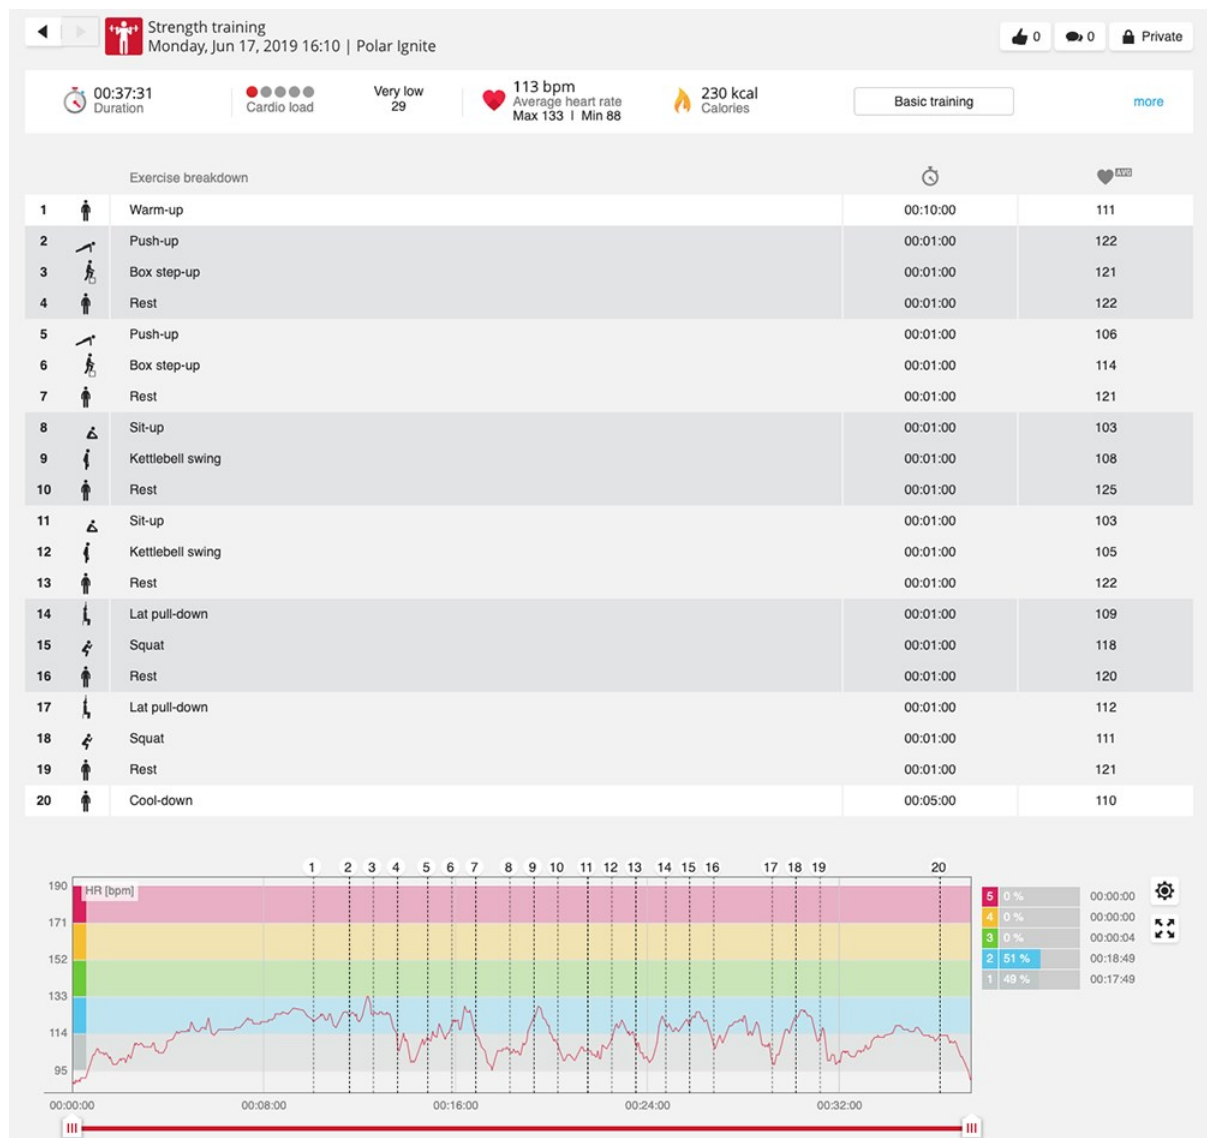 Strength training
Monday, Jun 17, 2019 16:10 | Polar Ignite
0
0
Private
00:37:31
Duration
Cardio load
Very low
29
113 bpm
Average heart rate
Max 133 | Min 88
230 kcal
Calories
Basic training
more
Exercise breakdown
AVG
1 Warm-up 00:10:00 111
2 Push-up 00:01:00 122
3 Box step-up 00:01:00 121
4 Rest 00:01:00 122
5 Push-up 00:01:00 106
6 Box step-up 00:01:00 114
7 Rest 00:01:00 121
8 Sit-up 00:01:00 103
9 Kettlebell swing 00:01:00 108
10 Rest 00:01:00 125
11 Sit-up 00:01:00 103
12 Kettlebell swing 00:01:00 105
13 Rest 00:01:00 122
14 Lat pull-down 00:01:00 109
15 Squat 00:01:00 118
16 Rest 00:01:00 120
17 Lat pull-down 00:01:00 112
18 Squat 00:01:00 111
19 Rest 00:01:00 121
20 Cool-down 00:05:00 110
1 2 3 4 5 6 7 8 9 10 11 12 13 14 15 16 17 18 19 20
HR [bpm]
190
171
152
133
114
95
00:00:00 00:08:00 00:16:00 00:24:00 00:32:00
5 0 % 00:00:00
4 0 % 00:00:00
3 0 % 00:00:04
2 51 % 00:18:49
1 49 % 00:17:49